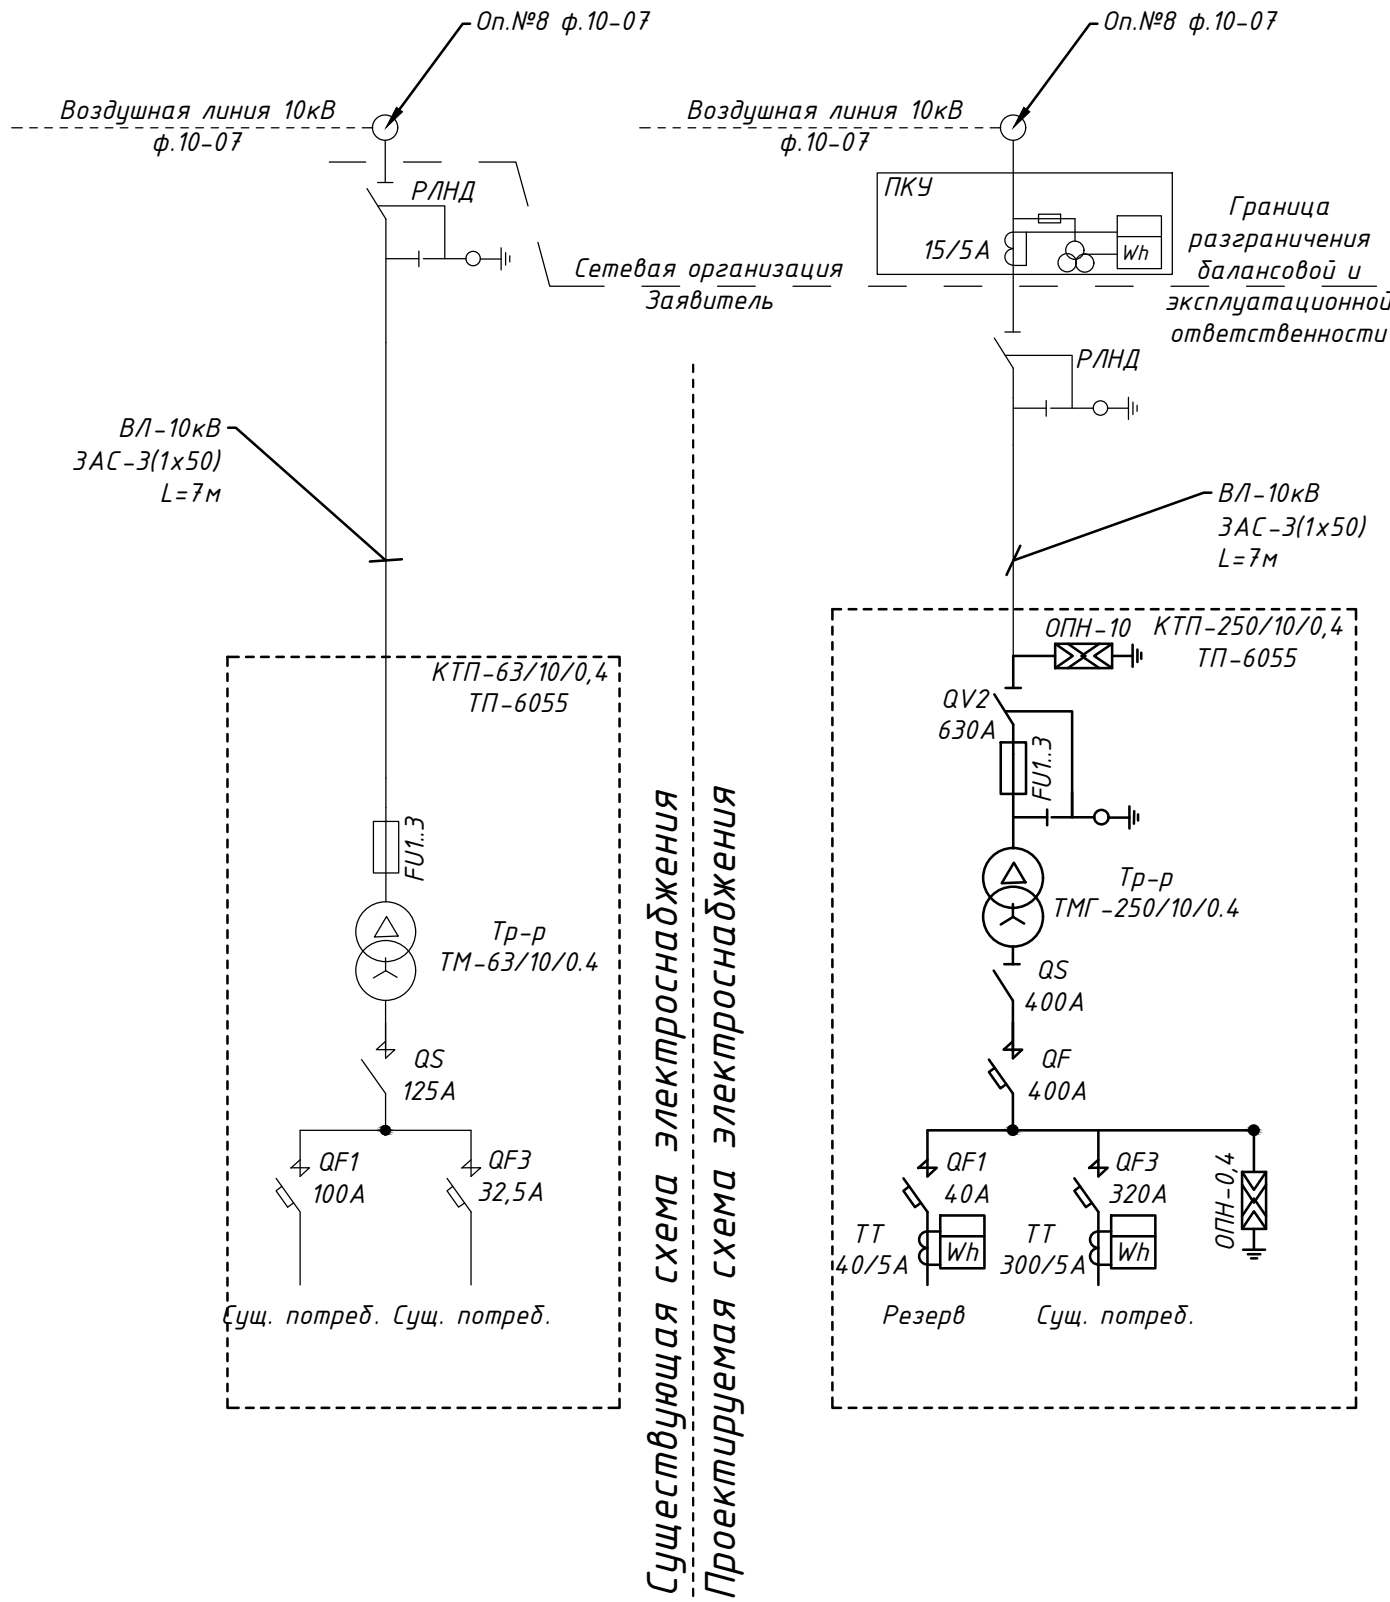 Оп.№8 ф.10-07
Воздушная линия 10кВ
ф.10-07
РЛНД
Сетевая организация
Заявитель
ВЛ-10кВ
ЗАС-3(1х50)
L=7м
КТП-63/10/0,4
ТП-6055
FU1..3
Тр-р
ТМ-63/10/0.4
QS
125А
QF1
100А
QF3
32,5А
Сущ. потреб.
Сущ. потреб.
Существующая схема электроснабжения
Проектируемая схема электроснабжения
Оп.№8 ф.10-07
Воздушная линия 10кВ
ф.10-07
ПКУ
15/5А
Wh
Граница
разграничения
балансовой и
эксплуатационной
ответственности
РЛНД
ВЛ-10кВ
ЗАС-3(1х50)
L=7м
ОПН-10
КТП-250/10/0,4
ТП-6055
QV2
630А
FU1..3
Тр-р
ТМГ-250/10/0.4
QS
400А
QF
400А
QF1
40А
ТТ
40/5А
Wh
QF3
320А
ТТ
300/5А
Wh
ОПН-0,4
Резерв
Сущ. потреб.